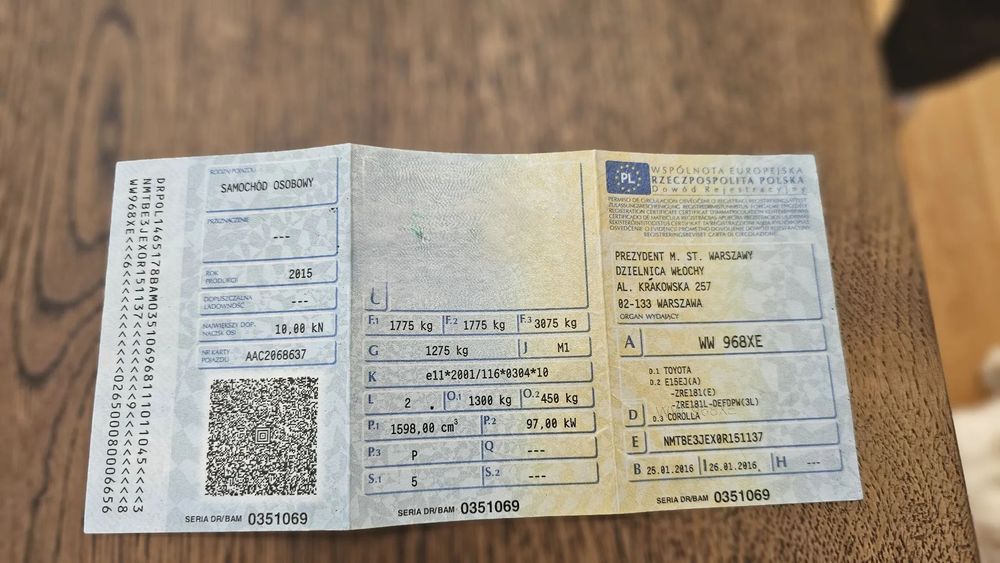 DRPOL1465178BAM0351069681101101045<<<3
NMTBE3JEX0R151137<<<<<<<<<<<<9<<<<<<8
WW968XE<<<6<<<<<<<<<<<<<0265000800 06656
RODZAJ POJAZDU
SAMOCHÓD OSOBOWY
PRZEZNACZENIE
---
ROK PRODUKCJI
2015
DOPUSZCZALNA ŁADOWNOŚĆ
---
NAJWIĘKSZY DOP. NACISK OSI
10,00 kN
NR KARTY POJAZDU
AAC2068637
SERIA DR/BAM 0351069
C
F.1 1775 kg F.2 1775 kg F.3 3075 kg
G 1275 kg J M1
K e11*2001/116*0304*10
L 2 . O.1 1300 kg O.2 450 kg
P.1 1598,00 cm³ P.2 97,00 kW
P.3 P Q ---
S.1 5 S.2 ---
SERIA DR/BAM 0351069
PL
WSPÓLNOTA EUROPEJSKA
RZECZPOSPOLITA POLSKA
Dowód Rejestracyjny
PREZYDENT M. ST. WARSZAWY
DZIELNICA WŁOCHY
AL. KRAKOWSKA 257
02-133 WARSZAWA
ORGAN WYDAJĄCY
A WW 968XE
D.1 TOYOTA
D.2 E15EJ(A)
-ZRE181(E)
-ZRE181L-DEFDPW(3L)
D D.3 COROLLA
E NMTBE3JEX0R151137
B 25.01.2016 I 26.01.2016 H ---
SERIA DR/BAM 0351069